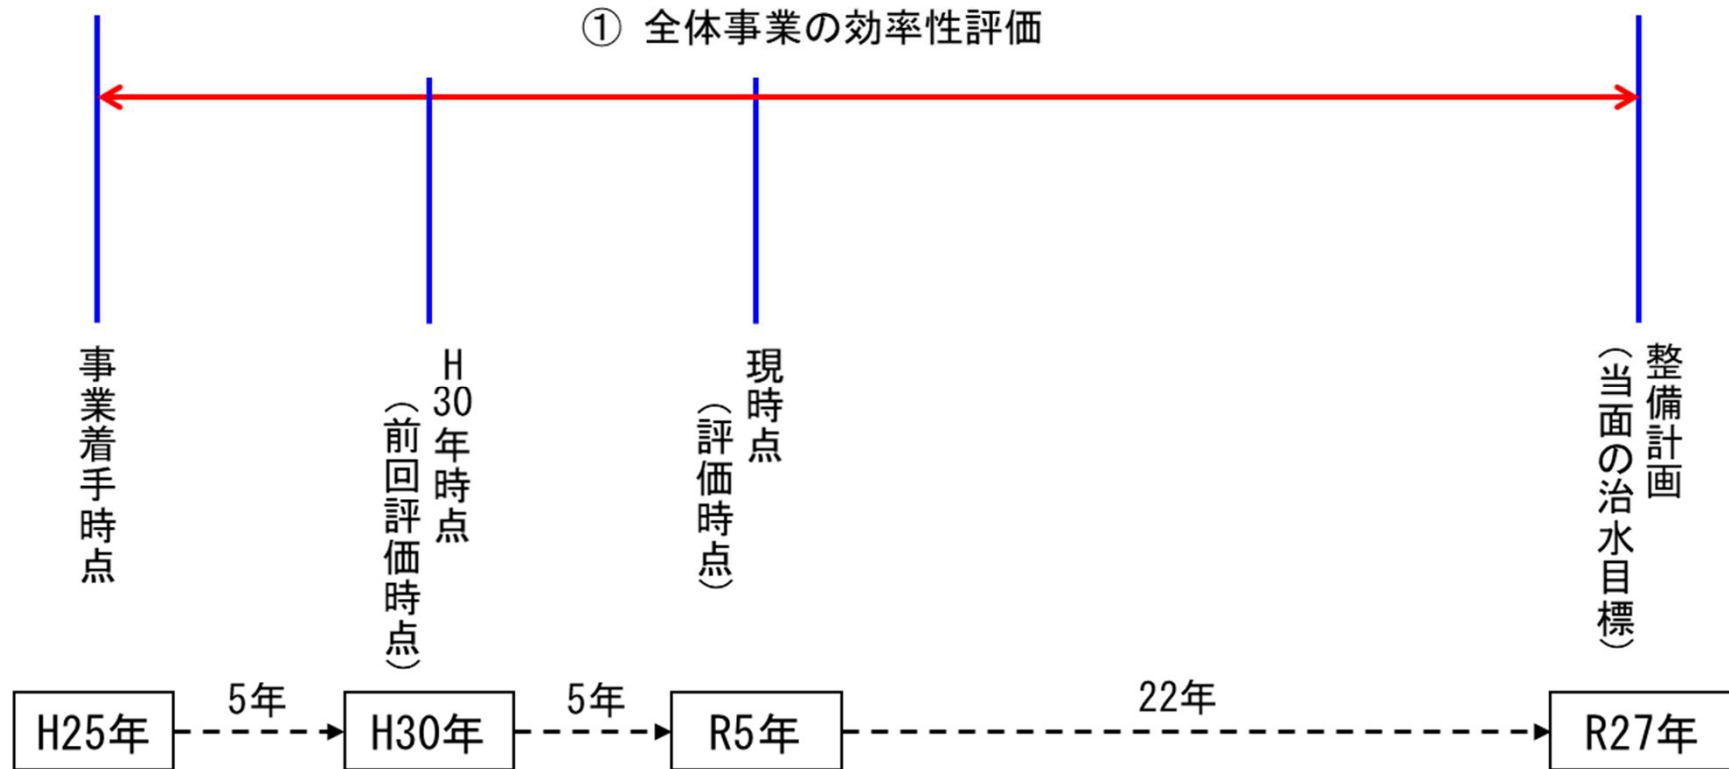 ① 全体事業の効率性評価
事業着手時点
H30年時点
（前回評価時点）
現時点
（評価時点）
整備計画
（当面の治水目標）
H25年
5年
H30年
5年
R5年
22年
R27年